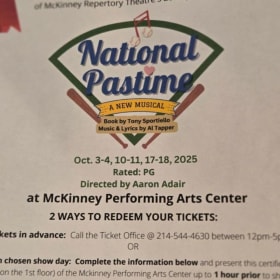 of McKinney Repertory Theatre's
National
Pastime
A NEW MUSICAL
Book by Tony Sportiello
Music & Lyrics by Al Tapper
Oct. 3-4, 10-11, 17-18, 2025
Rated: PG
Directed by Aaron Adair
at McKinney Performing Arts Center
2 WAYS TO REDEEM YOUR TICKETS:
ckets in advance: Call the Ticket Office @ 214-544-4630 between 12pm-5p
OR
n chosen show day: Complete the information below and present this certific
on the 1st floor) of the McKinney Performing Arts Center up to 1 hour prior to sh